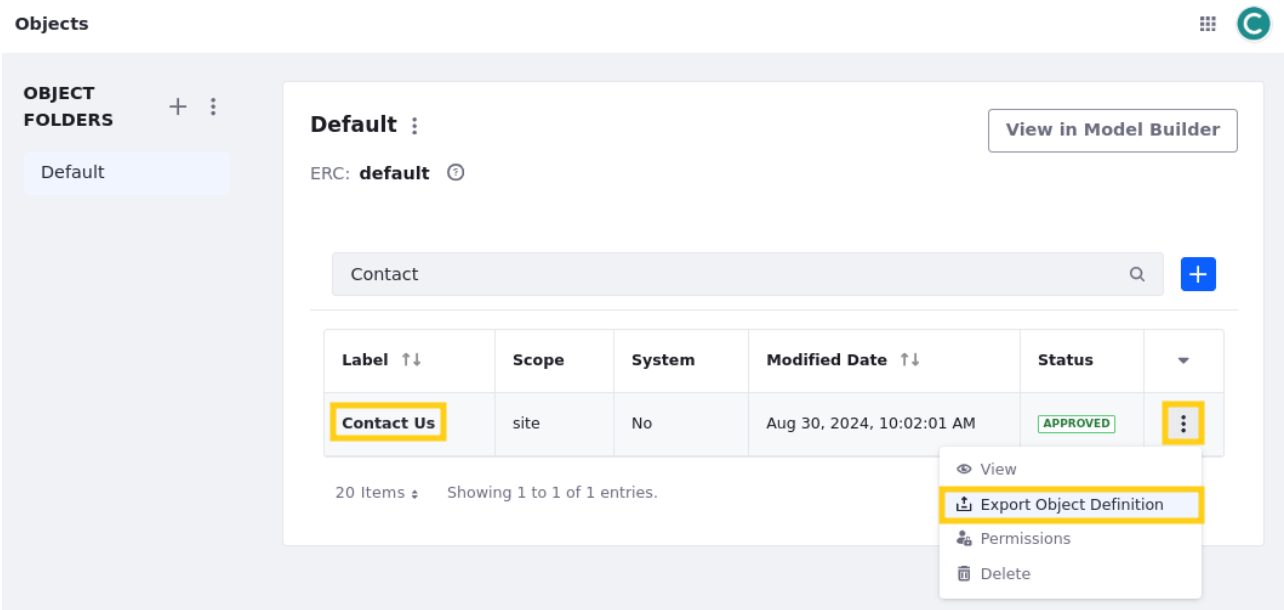 Objects
C
OBJECT
FOLDERS
Default
Default
View in Model Builder
ERC: default
Contact
Label Scope System Modified Date Status
Contact Us site No Aug 30, 2024, 10:02:01 AM APPROVED
20 Items Showing 1 to 1 of 1 entries.
View
Export Object Definition
Permissions
Delete